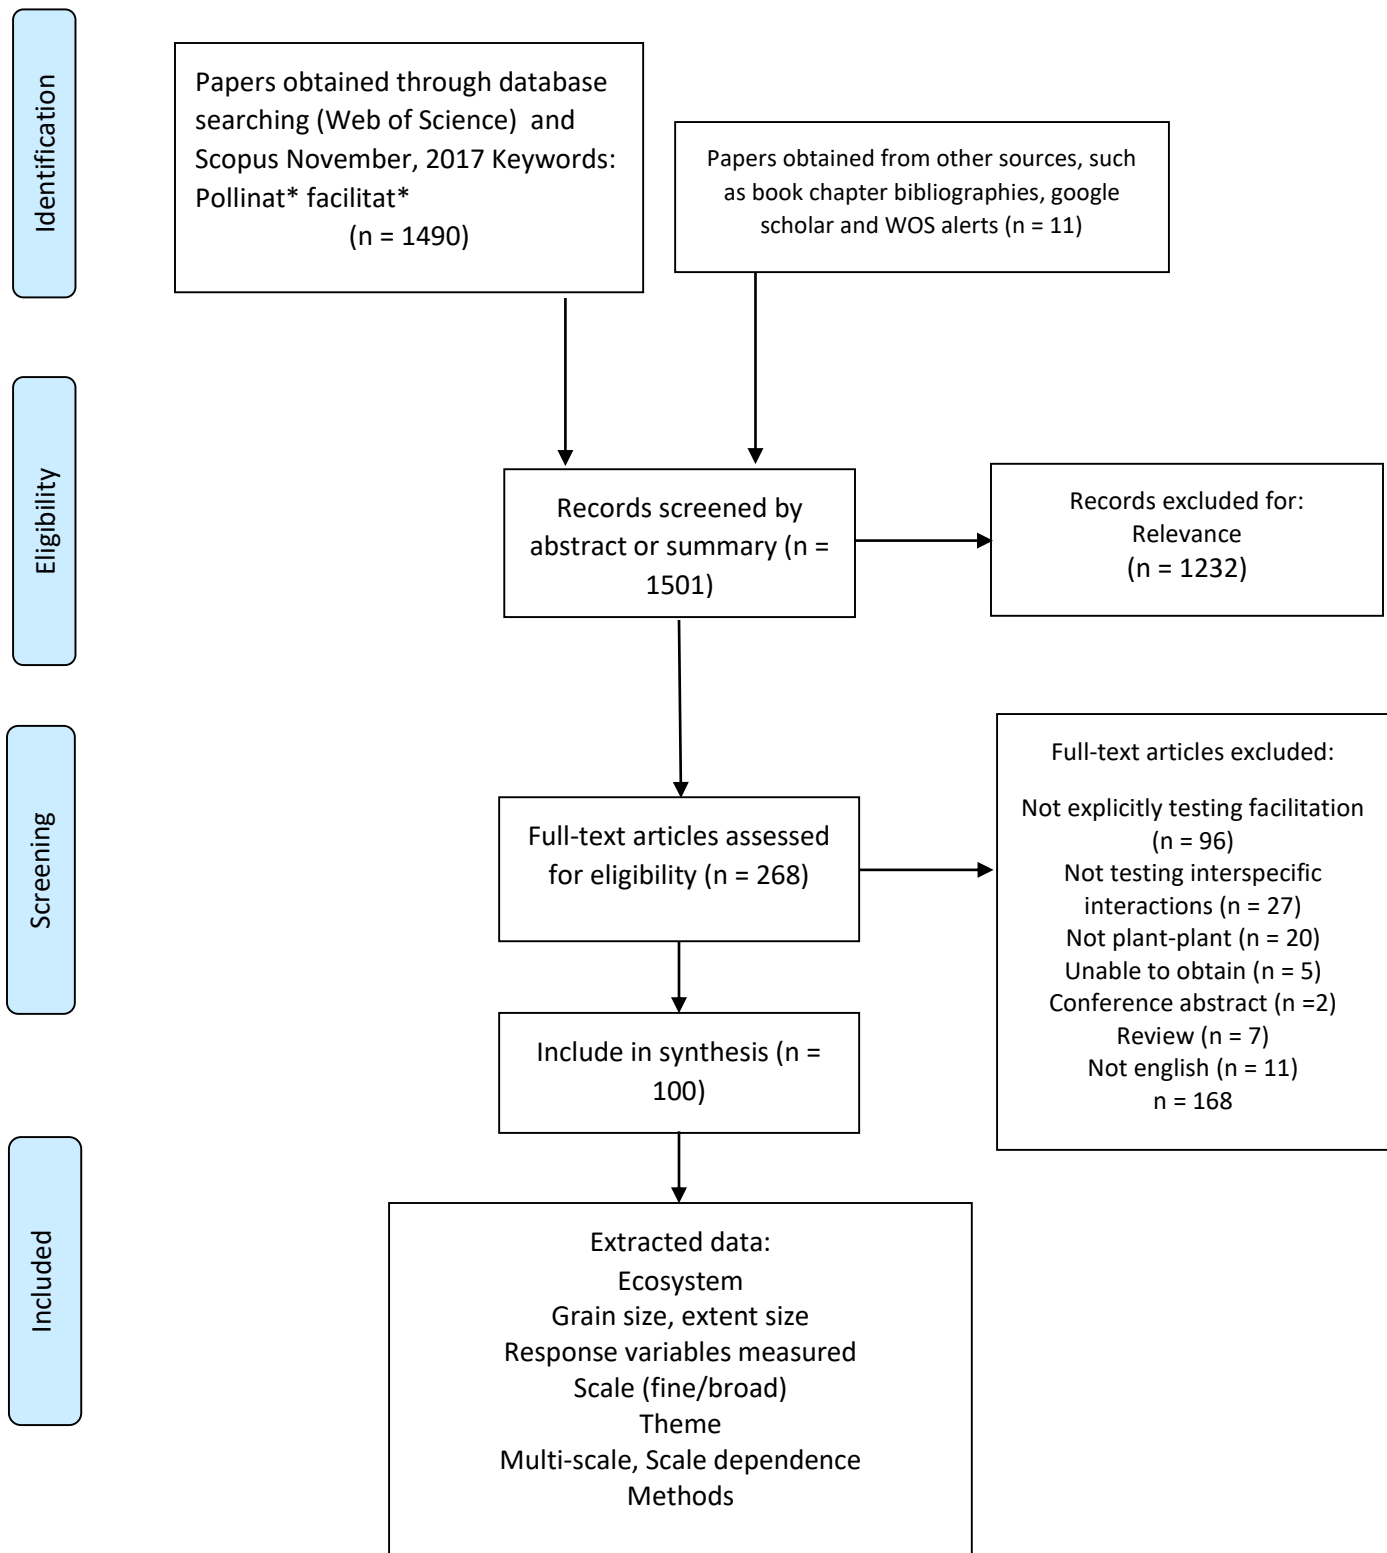 Identification
Papers obtained through database
searching (Web of Science)  and
Scopus November, 2017 Keywords:
Pollinat* facilitat*
(n = 1490)
Papers obtained from other sources, such
as book chapter bibliographies, google
scholar and WOS alerts (n = 11)
Eligibility
Records screened by
abstract or summary (n =
1501)
Records excluded for:
Relevance
(n = 1232)
Screening
Full-text articles assessed
for eligibility (n = 268)
Full-text articles excluded:
Not explicitly testing facilitation
(n = 96)
Not testing interspecific
interactions (n = 27)
Not plant-plant (n = 20)
Unable to obtain (n = 5)
Conference abstract (n =2)
Review (n = 7)
Not english (n = 11)
n = 168
Include in synthesis (n =
100)
Included
Extracted data:
Ecosystem
Grain size, extent size
Response variables measured
Scale (fine/broad)
Theme
Multi-scale, Scale dependence
Methods